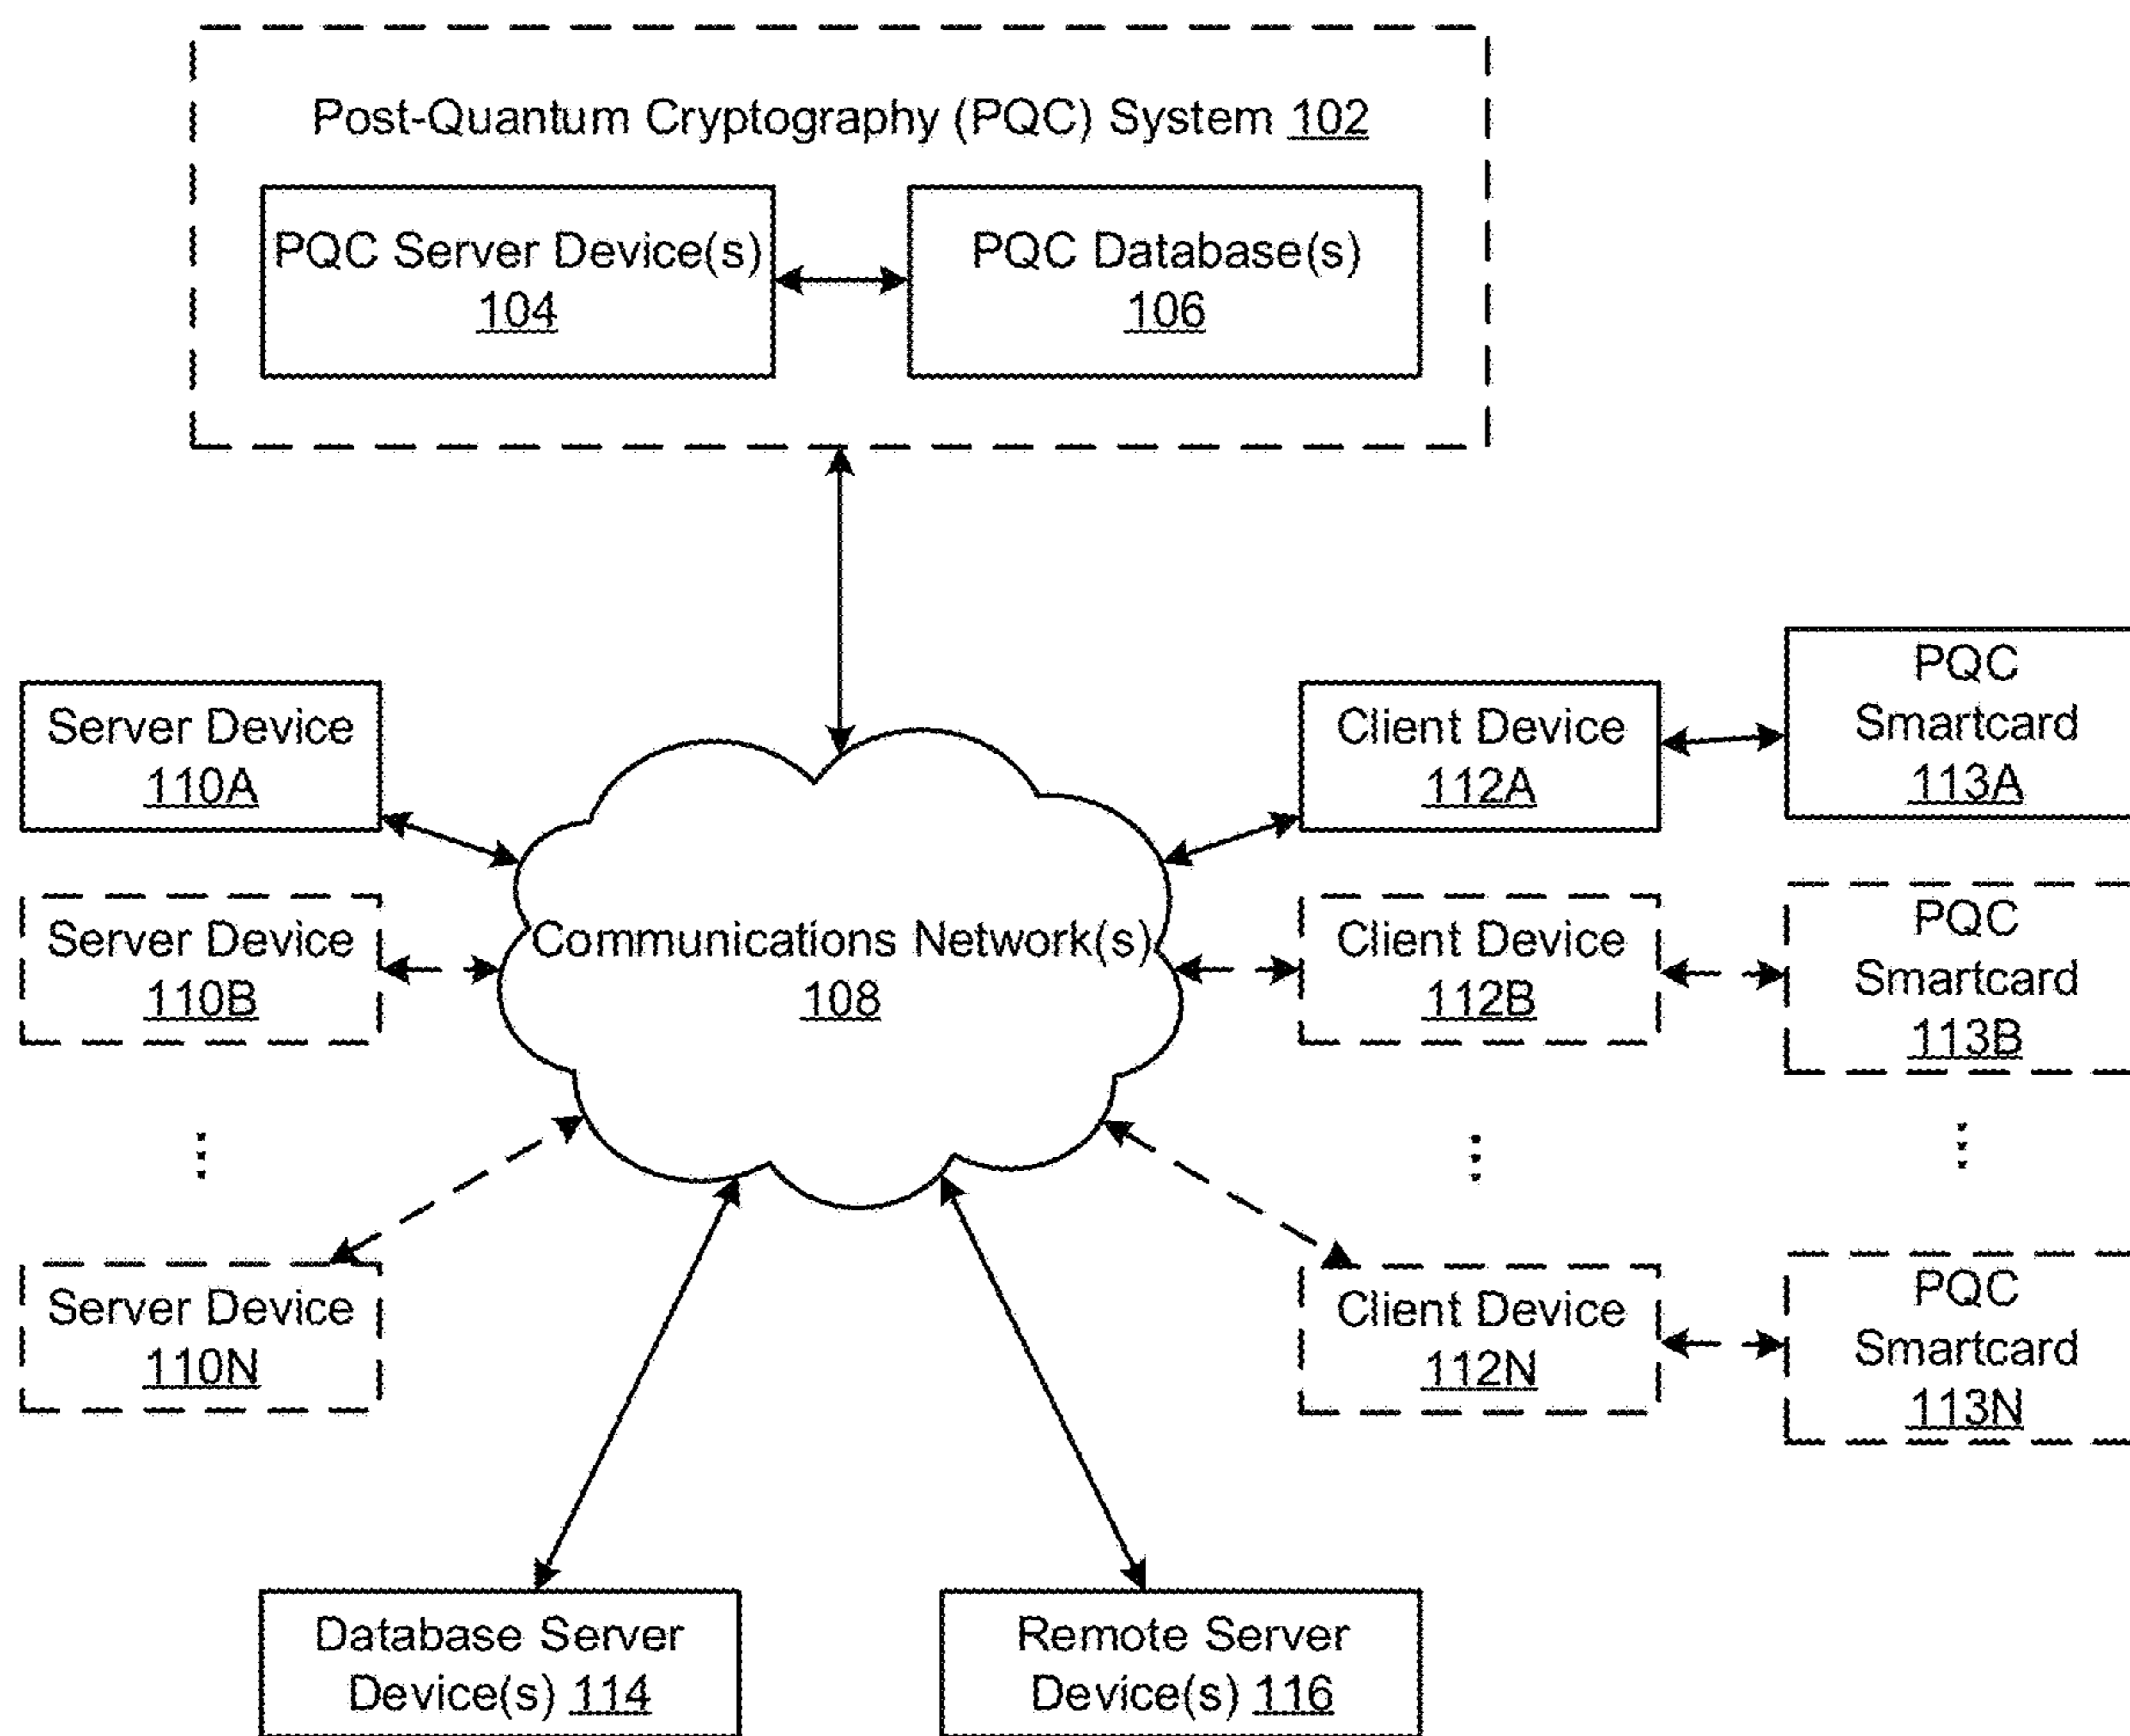 Post-Quantum Cryptography (PQC) System 102
PQC Server Device(s)
104
PQC Database(s)
106
Server Device
110A
Client Device
112A
PQC
Smartcard
113A
Communications Network(s)
108
Server Device
110B
Client Device
112B
PQC
Smartcard
113B
Server Device
110N
Client Device
112N
PQC
Smartcard
113N
Database Server
Device(s) 114
Remote Server
Device(s) 116